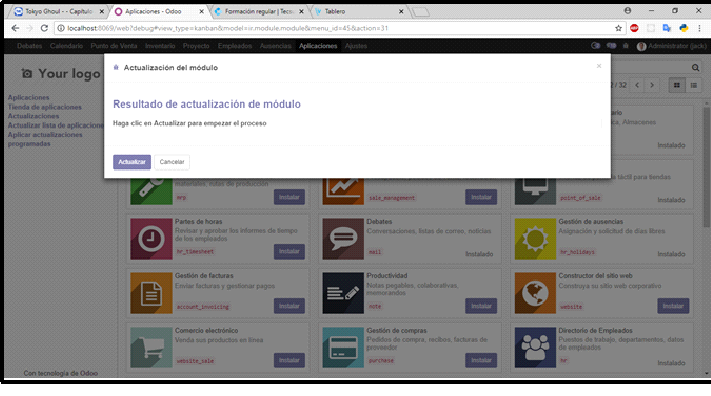 Tokyo Ghoul - - Capítulo
Aplicaciones - Odoo
Formación regular | Tecn
Tablero
Administrator (jack)
localhost:8069/web?debug#view_type=kanban&model=ir.module.module&menu_id=45&action=31
Debates Calendario Punto de Venta Inventario Proyecto Empleados Ausencias Aplicaciones Ajustes
Your logo
Aplicaciones
Tienda de aplicaciones
Actualizaciones
Actualizar lista de aplicaciones
Aplicar actualizaciones
programadas
Actualización del módulo
Resultado de actualización de módulo
Haga clic en Actualizar para empezar el proceso
Actualizar
Cancelar
/ 32
Almacenes
Instalado
materiales, rutas de producción
mrp
Instalar
sale_management
Instalar
táctil para tiendas
point_of_sale
Instalado
Partes de horas
Revisar y aprobar los informes de tiempo
de los empleados
hr_timesheet
Instalar
Debates
Conversaciones, listas de correo, noticias
mail
Instalado
Gestión de ausencias
Asignación y solicitud de días libres
hr_holidays
Instalado
Gestión de facturas
Enviar facturas y gestionar pagos
account_invoicing
Instalar
Productividad
Notas pegables, colaborativas,
memorandos
note
Instalar
Constructor del sitio web
Construya su sitio web corporativo
website
Instalar
Comercio electrónico
Venda sus productos en línea
website_sale
Instalar
Gestión de compras
Pedidos de compra, recibos, facturas de
proveedor
purchase
Instalar
Directorio de Empleados
Puestos de trabajo, departamentos, datos
de empleados
hr
Instalado
Con tecnología de Odoo